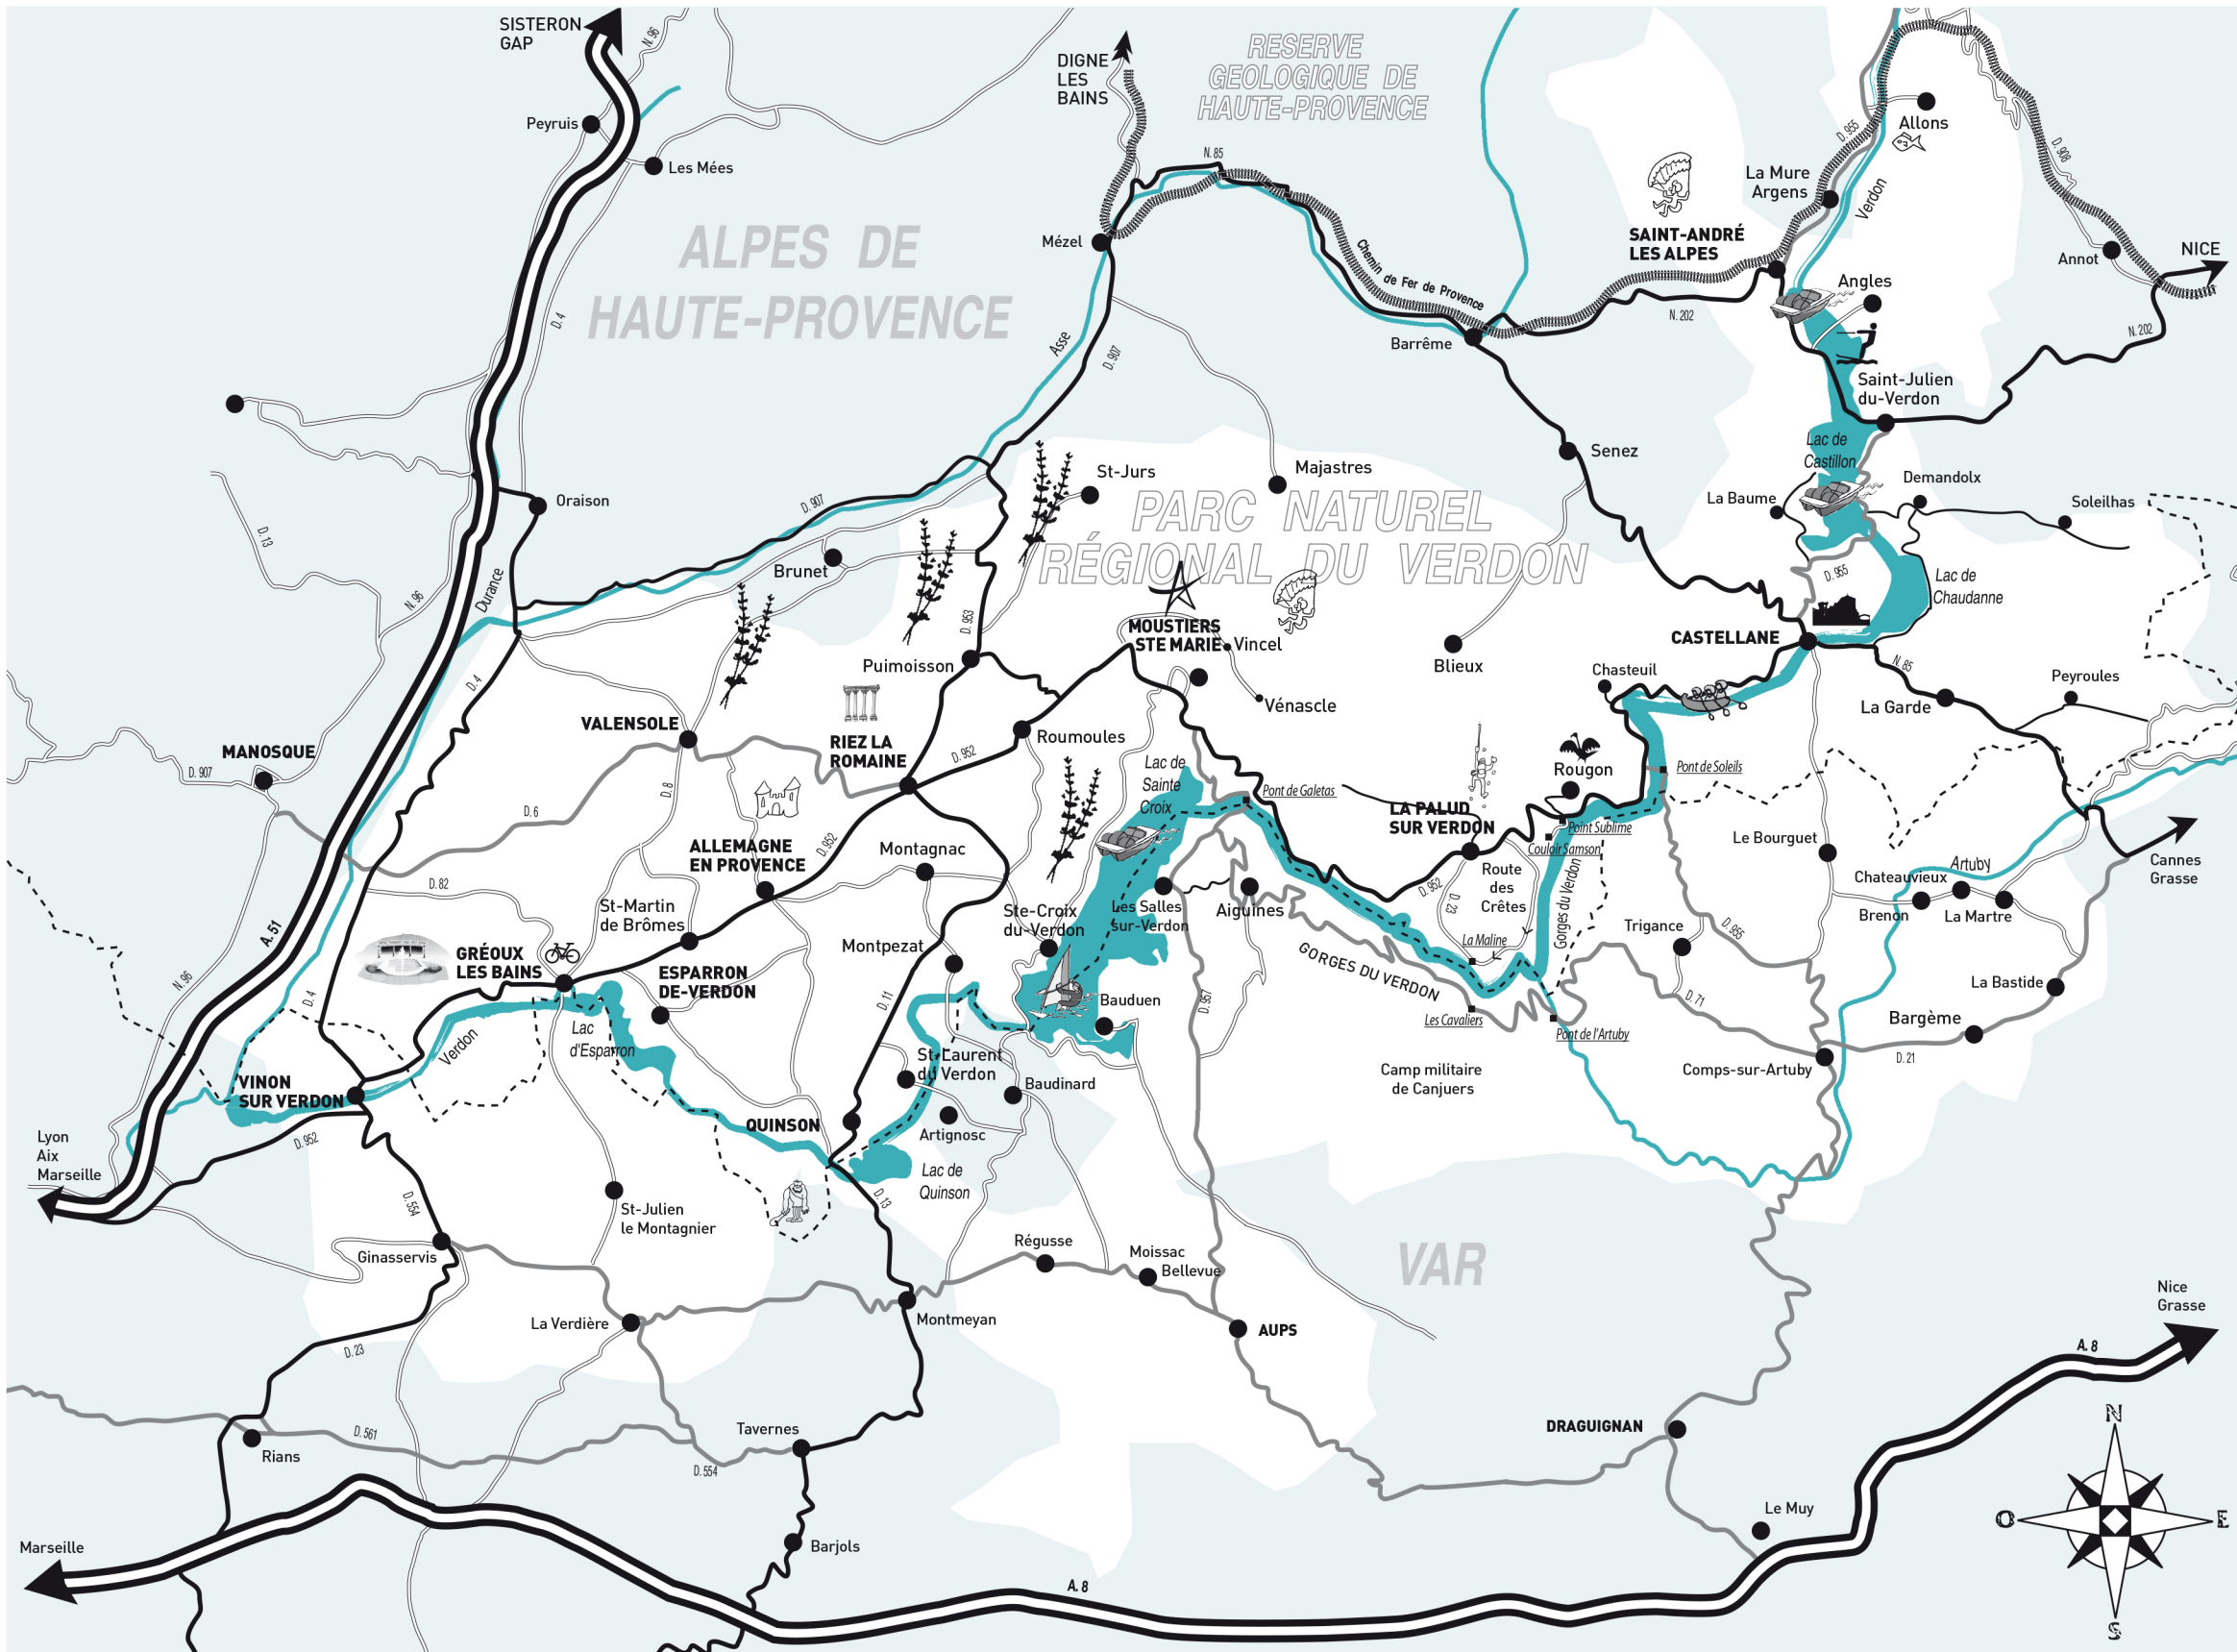 SISTERON
GAP
N. 96
Peyruis
Les Mées
DIGNE
LES
BAINS
RESERVE
GEOLOGIQUE DE
HAUTE-PROVENCE
N. 85
D. 955
Allons
La Mure
Argens
Verdon
D. 908
SAINT-ANDRÉ
LES ALPES
Annot
NICE
ALPES DE
HAUTE-PROVENCE
Mézel
Chemin de Fer de Provence
Angles
N. 202
N. 202
Barrême
D. 4
Asse
D. 907
Saint-Julien
du-Verdon
Lac de
Castillon
Senez
Demandolx
La Baume
Soleilhas
St-Jurs
Majastres
PARC NATUREL
RÉGIONAL DU VERDON
Oraison
D. 907
D. 13
Brunet
N. 96
Durance
D. 955
Lac de
Chaudanne
D. 953
MOUSTIERS
STE MARIE
Vincel
Blieux
CASTELLANE
Puimoisson
Chasteuil
N. 85
Peyroules
La Garde
D. 4
Vénascle
VALENSOLE
RIEZ LA
ROMAINE
Roumoules
D. 952
MANOSQUE
D. 907
Lac de
Sainte
Croix
Pont de Galetas
Rougon
Pont de Soleils
D. 8
D. 6
LA PALUD
SUR VERDON
Point Sublime
Couloir Samson
Le Bourguet
Artuby
Cannes
Grasse
ALLEMAGNE
EN PROVENCE
D. 952
Montagnac
D. 82
D. 952
D. 23
Route
des
Crêtes
Gorges du Verdon
Chateauvieux
Brenon
La Martre
St-Martin
de Brômes
Ste-Croix
du-Verdon
Les Salles
sur-Verdon
Aiguines
Trigance
D. 955
A. 51
GRÉOUX
LES BAINS
Montpezat
La Maline
GORGES DU VERDON
ESPARRON
DE-VERDON
N. 96
D. 4
D. 11
Bauduen
D. 957
Les Cavaliers
Pont de l'Artuby
D. 71
La Bastide
Bargème
D. 21
Lac
d'Esparron
Verdon
St-Laurent
du Verdon
Baudinard
Camp militaire
de Canjuers
Comps-sur-Artuby
VINON
SUR VERDON
QUINSON
Artignosc
Lyon
Aix
Marseille
D. 952
Lac de
Quinson
D. 13
D. 554
St-Julien
le Montagnier
Ginasservis
Régusse
Moissac
Bellevue
VAR
Nice
Grasse
La Verdière
Montmeyan
AUPS
D. 23
A. 8
DRAGUIGNAN
N
Rians
D. 561
Tavernes
D. 554
Le Muy
O
E
Marseille
Barjols
A. 8
S